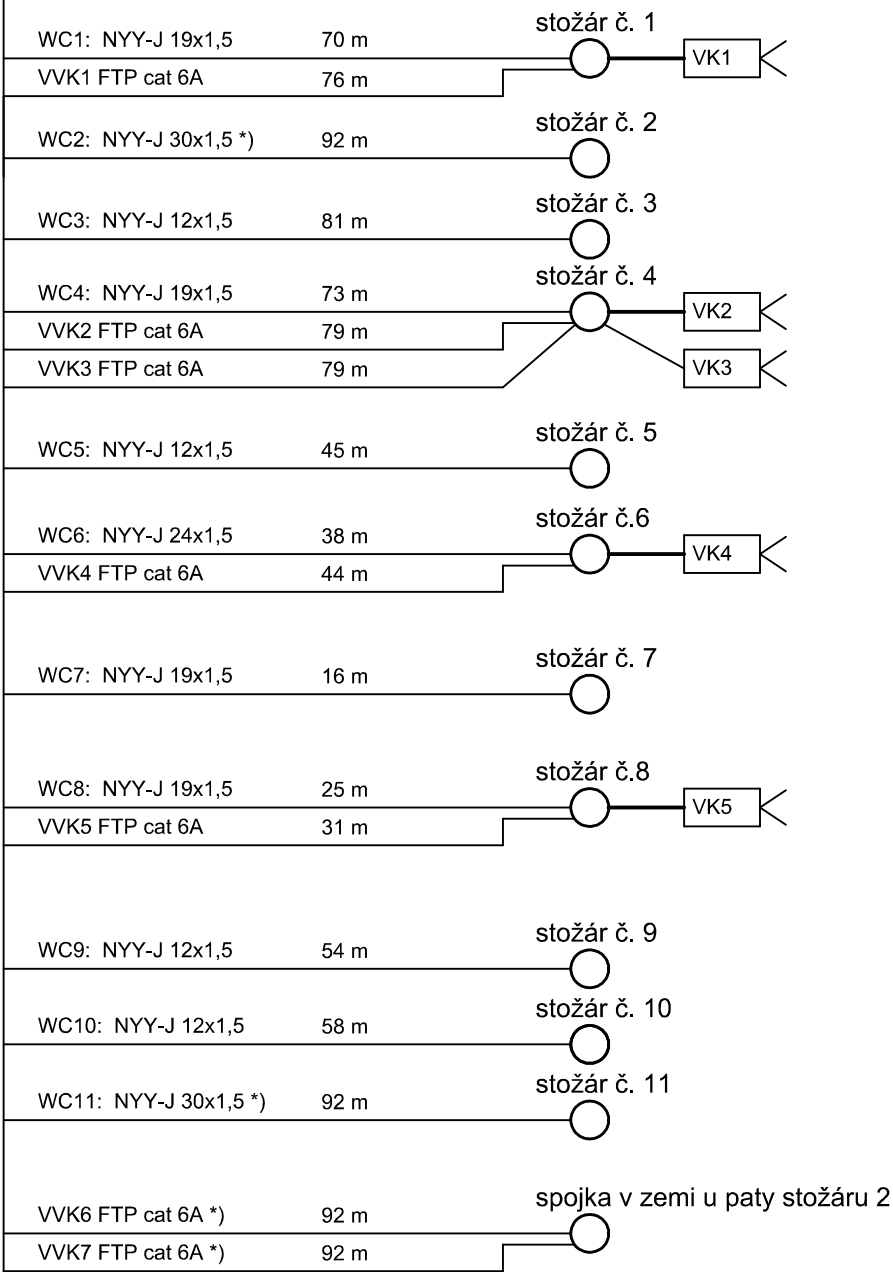 stožár č. 1
WC1: NYY-J 19x1,5 70 m
VK1
VVK1 FTP cat 6A 76 m
stožár č. 2
WC2: NYY-J 30x1,5 *) 92 m
stožár č. 3
WC3: NYY-J 12x1,5 81 m
stožár č. 4
WC4: NYY-J 19x1,5 73 m
VK2
VVK2 FTP cat 6A 79 m
VVK3 FTP cat 6A 79 m
VK3
stožár č. 5
WC5: NYY-J 12x1,5 45 m
stožár č.6
WC6: NYY-J 24x1,5 38 m
VK4
VVK4 FTP cat 6A 44 m
stožár č. 7
WC7: NYY-J 19x1,5 16 m
stožár č.8
WC8: NYY-J 19x1,5 25 m
VK5
VVK5 FTP cat 6A 31 m
stožár č. 9
WC9: NYY-J 12x1,5 54 m
stožár č. 10
WC10: NYY-J 12x1,5 58 m
stožár č. 11
WC11: NYY-J 30x1,5 *) 92 m
spojka v zemi u paty stožáru 2
VVK6 FTP cat 6A *) 92 m
VVK7 FTP cat 6A *) 92 m